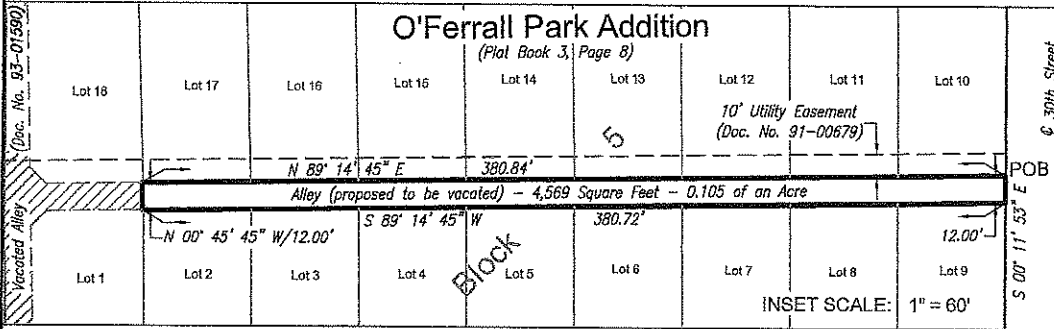 O'Ferrall Park Addition
(Plat Book 3, Page 8)
(Doc. No. 93-01590)
Lot 18
Lot 17
Lot 16
Lot 15
Lot 14
Lot 13
Lot 12
Lot 11
Lot 10
℄ 30th Street
10' Utility Easement
(Doc. No. 91-00679)
5
N 89° 14' 45" E 380.84'
POB
Alley (proposed to be vacated) - 4,569 Square Feet - 0.105 of an Acre
S 89° 14' 45" W 380.72'
N 00° 45' 45" W/12.00'
12.00'
S 00° 11' 53" E
Vacated Alley
Block
Lot 1
Lot 2
Lot 3
Lot 4
Lot 5
Lot 6
Lot 7
Lot 8
Lot 9
INSET SCALE: 1" = 60'